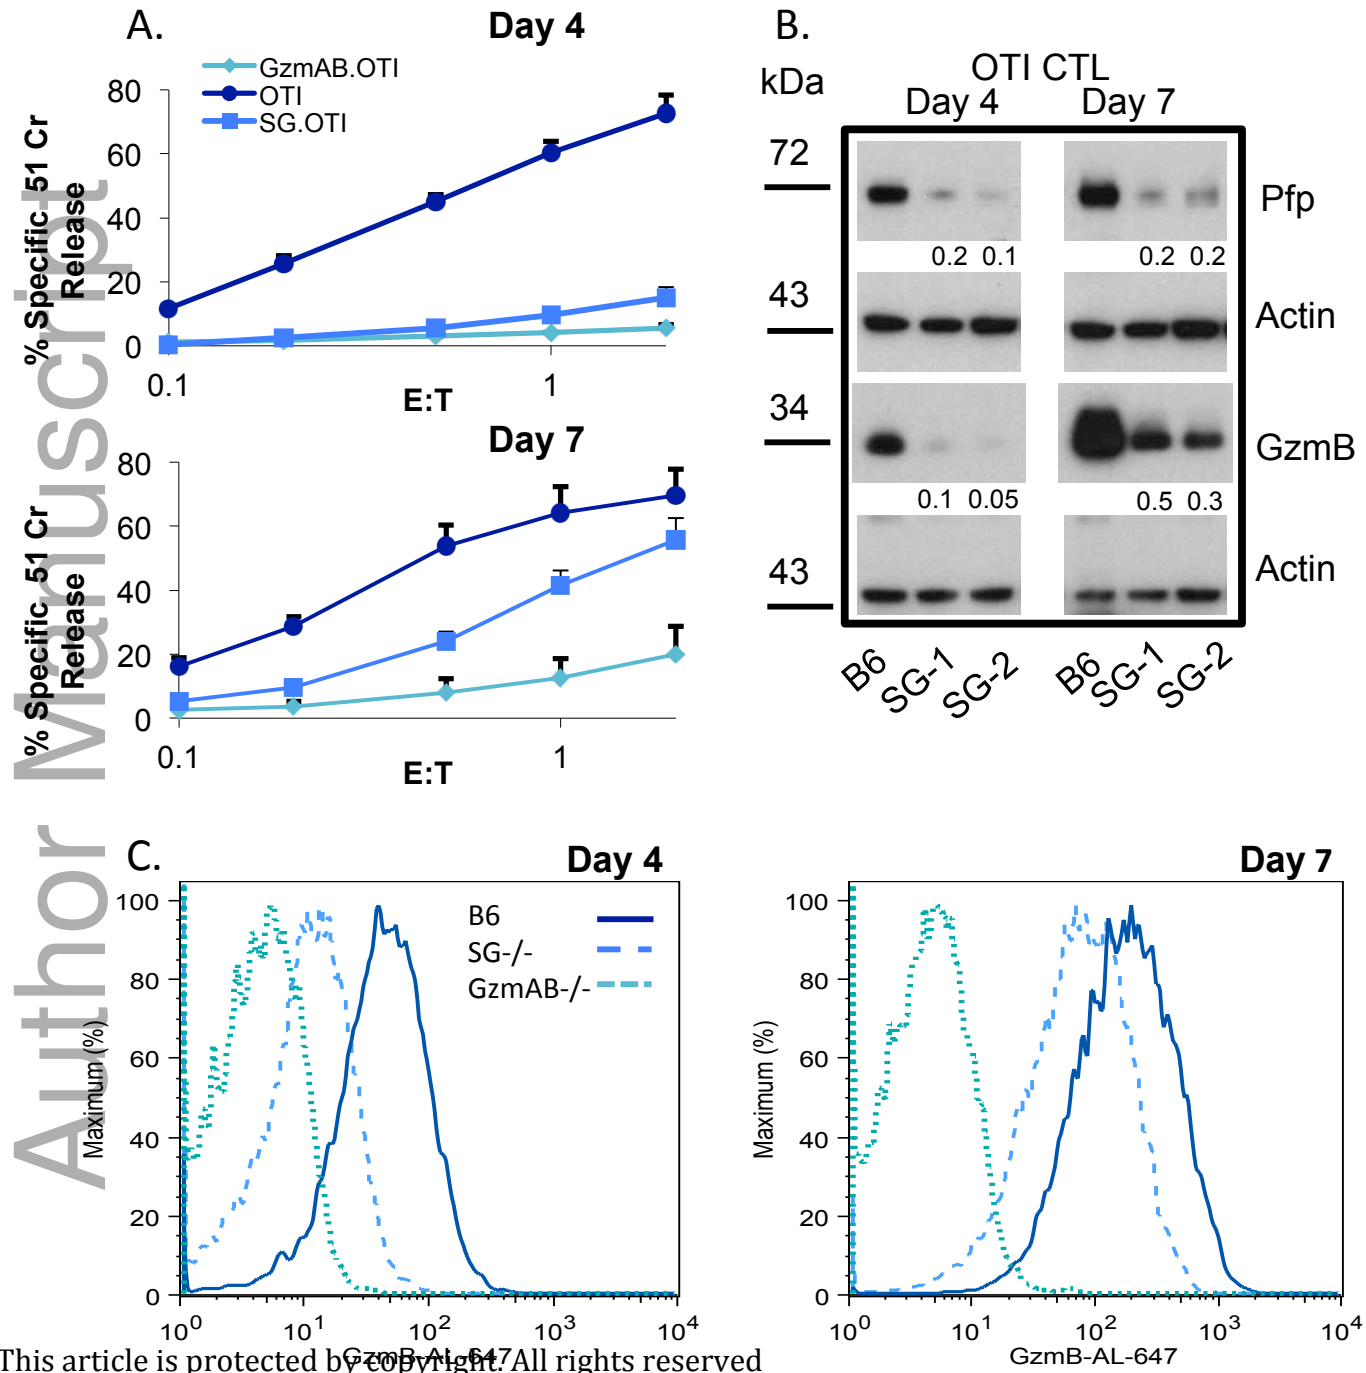 A.
Day 4
GzmAB.OTI
OTI
SG.OTI
% Specific 51 Cr
Release
80
60
40
20
0
0.1
1
E:T
Day 7
% Specific 51 Cr
Release
80
60
40
20
0
0.1
1
E:T
B.
OTI CTL
kDa
Day 4 Day 7
72
Pfp
0.2 0.1 0.2 0.2
43
Actin
34
GzmB
0.1 0.05 0.5 0.3
43
Actin
B6 SG-1 SG-2 B6 SG-1 SG-2
C.
Day 4
B6
SG-/-
GzmAB-/-
Maximum (%)
100
80
60
40
20
0
10^0 10^1 10^2 10^3 10^4
GzmB-AL-647
Day 7
Maximum (%)
100
80
60
40
20
0
10^0 10^1 10^2 10^3 10^4
GzmB-AL-647
Author Manuscript
This article is protected by copyright. All rights reserved